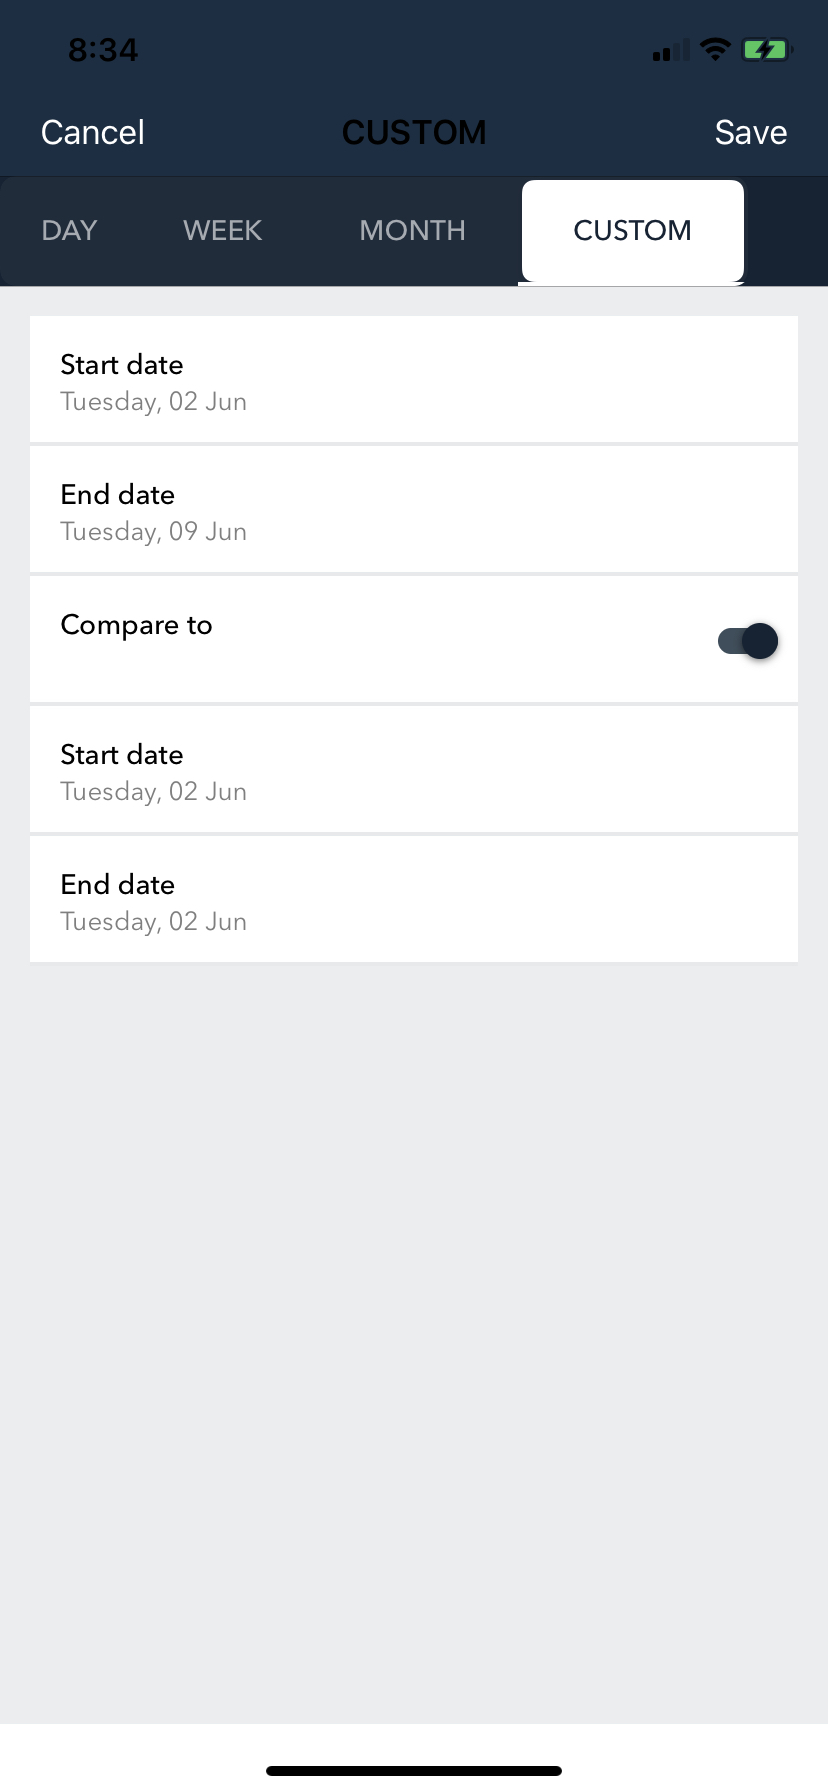 8:34
Cancel CUSTOM Save
DAY WEEK MONTH CUSTOM
Start date
Tuesday, 02 Jun
End date
Tuesday, 09 Jun
Compare to
Start date
Tuesday, 02 Jun
End date
Tuesday, 02 Jun